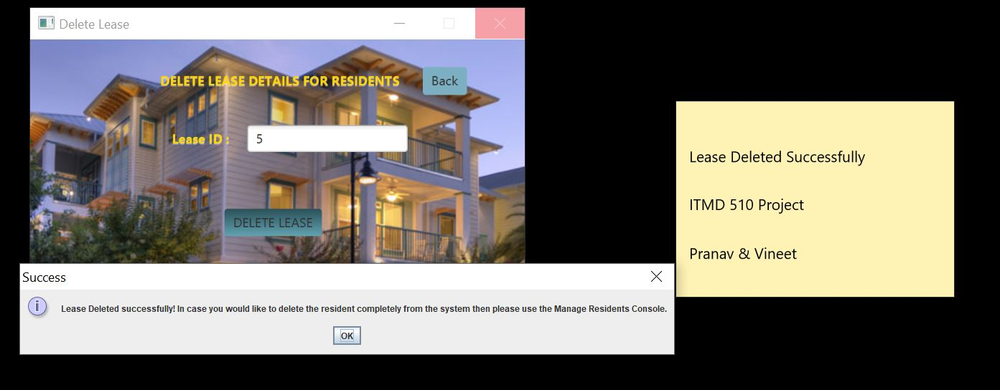 Delete Lease
DELETE LEASE DETAILS FOR RESIDENTS
Back
Lease ID :
5
DELETE LEASE
Success
Lease Deleted successfully! In case you would like to delete the resident completely from the system then please use the Manage Residents Console.
OK
Lease Deleted Successfully
ITMD 510 Project
Pranav & Vineet